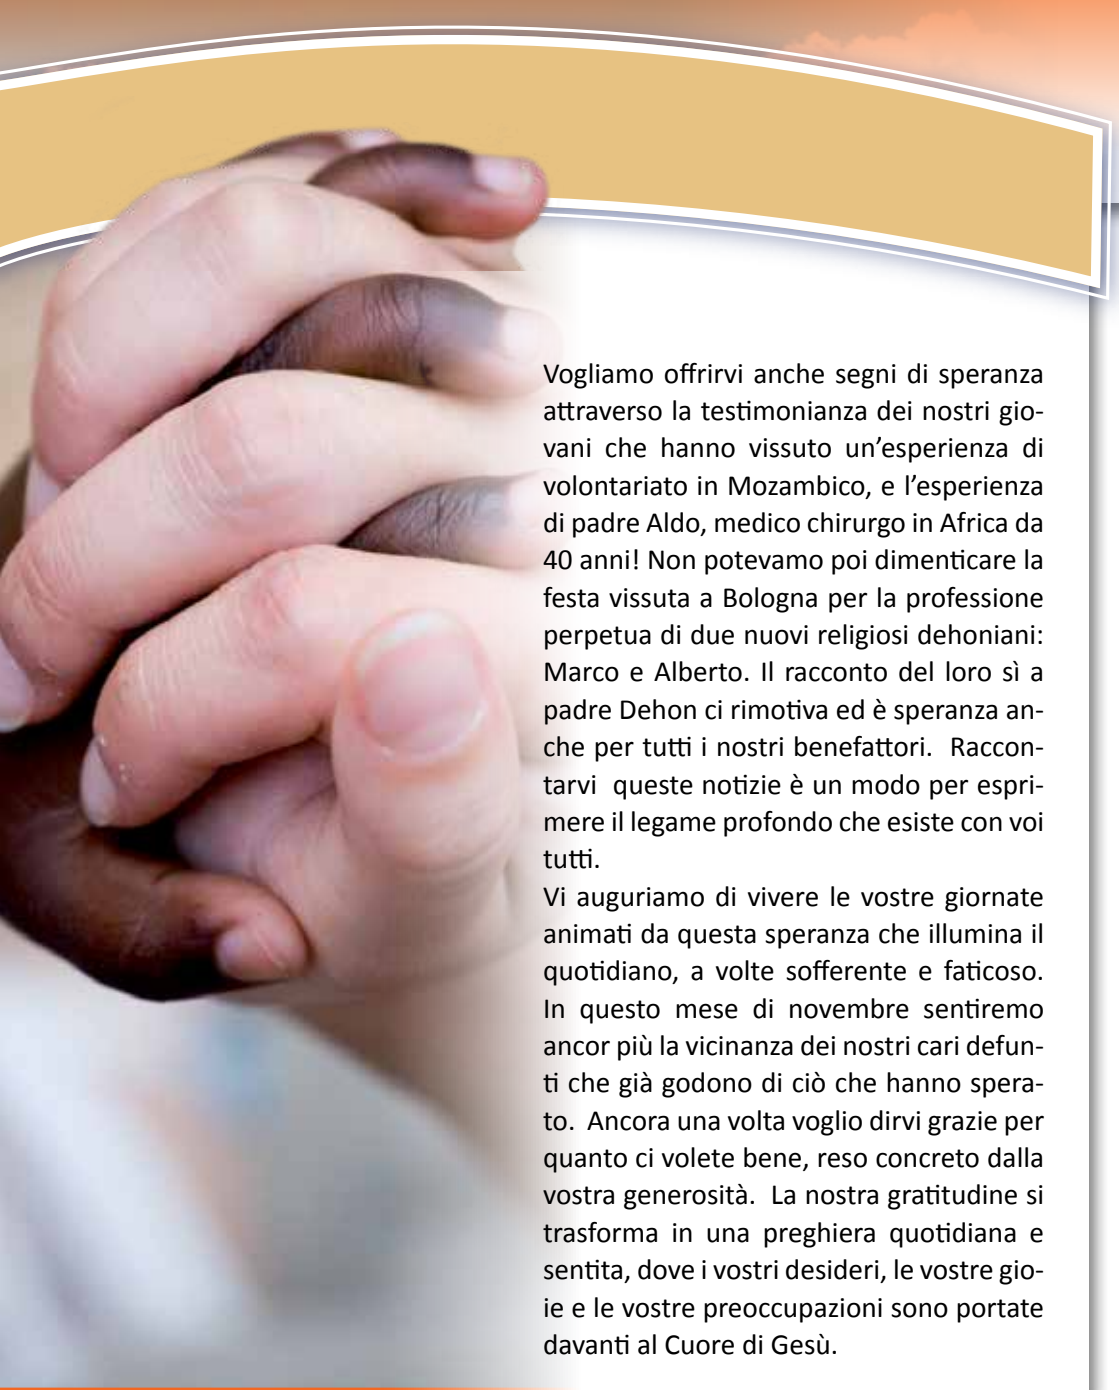 Vogliamo offrirvi anche segni di speranza
attraverso la testimonianza dei nostri gio-
vani che hanno vissuto un’esperienza di
volontariato in Mozambico, e l’esperienza
di padre Aldo, medico chirurgo in Africa da
40 anni! Non potevamo poi dimenticare la
festa vissuta a Bologna per la professione
perpetua di due nuovi religiosi dehoniani:
Marco e Alberto. Il racconto del loro sì a
padre Dehon ci rimotiva ed è speranza an-
che per tutti i nostri benefattori.  Raccon-
tarvi  queste notizie è un modo per espri-
mere il legame profondo che esiste con voi
tutti.
Vi auguriamo di vivere le vostre giornate
animati da questa speranza che illumina il
quotidiano, a volte sofferente e faticoso.
In questo mese di novembre sentiremo
ancor più la vicinanza dei nostri cari defun-
ti che già godono di ciò che hanno spera-
to.  Ancora una volta voglio dirvi grazie per
quanto ci volete bene, reso concreto dalla
vostra generosità.  La nostra gratitudine si
trasforma in una preghiera quotidiana e
sentita, dove i vostri desideri, le vostre gio-
ie e le vostre preoccupazioni sono portate
davanti al Cuore di Gesù.